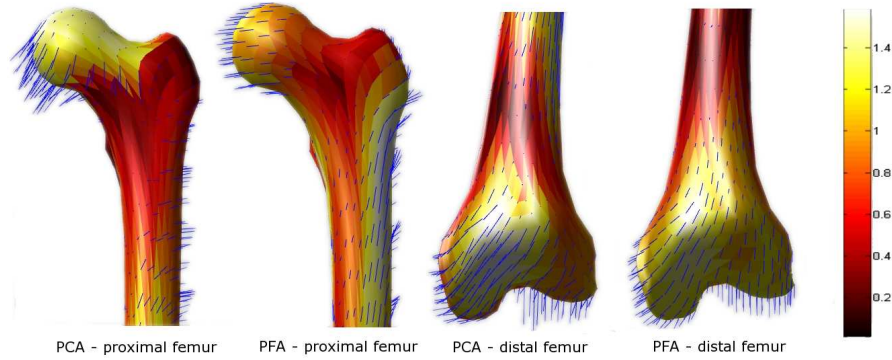 1.4
1.2
1
0.8
0.6
0.4
0.2
PCA - proximal femur
PFA - proximal femur
PCA - distal femur
PFA - distal femur